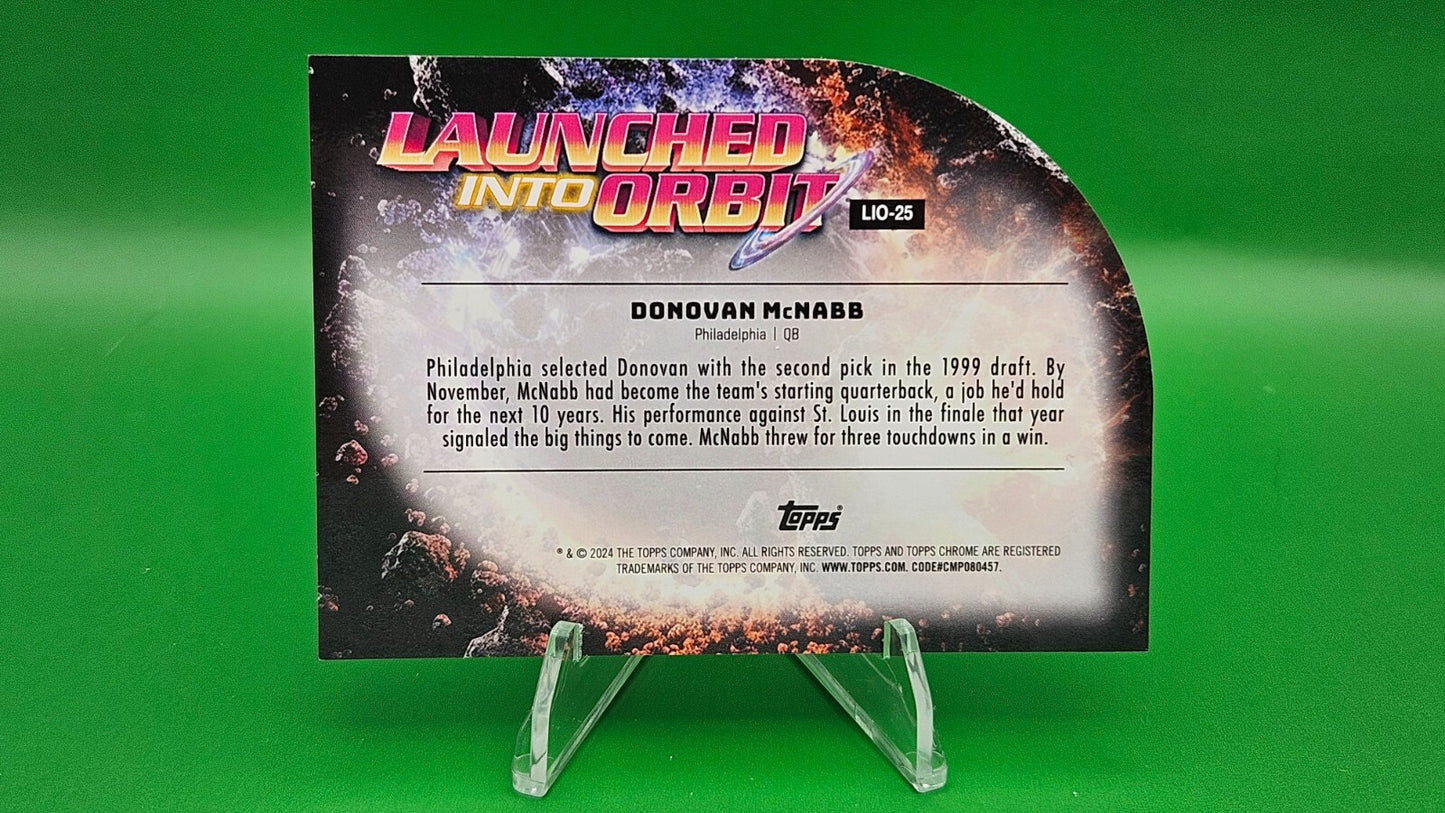 LAUNCHED
INTO ORBIT
LIO-25
DONOVAN McNABB
Philadelphia | QB
Philadelphia selected Donovan with the second pick in the 1999 draft. By
November, McNabb had become the team's starting quarterback, a job he'd hold
for the next 10 years. His performance against St. Louis in the finale that year
signaled the big things to come. McNabb threw for three touchdowns in a win.
topps®
® & © 2024 THE TOPPS COMPANY, INC. ALL RIGHTS RESERVED. TOPPS AND TOPPS CHROME ARE REGISTERED
TRADEMARKS OF THE TOPPS COMPANY, INC. WWW.TOPPS.COM. CODE#CMP080457.